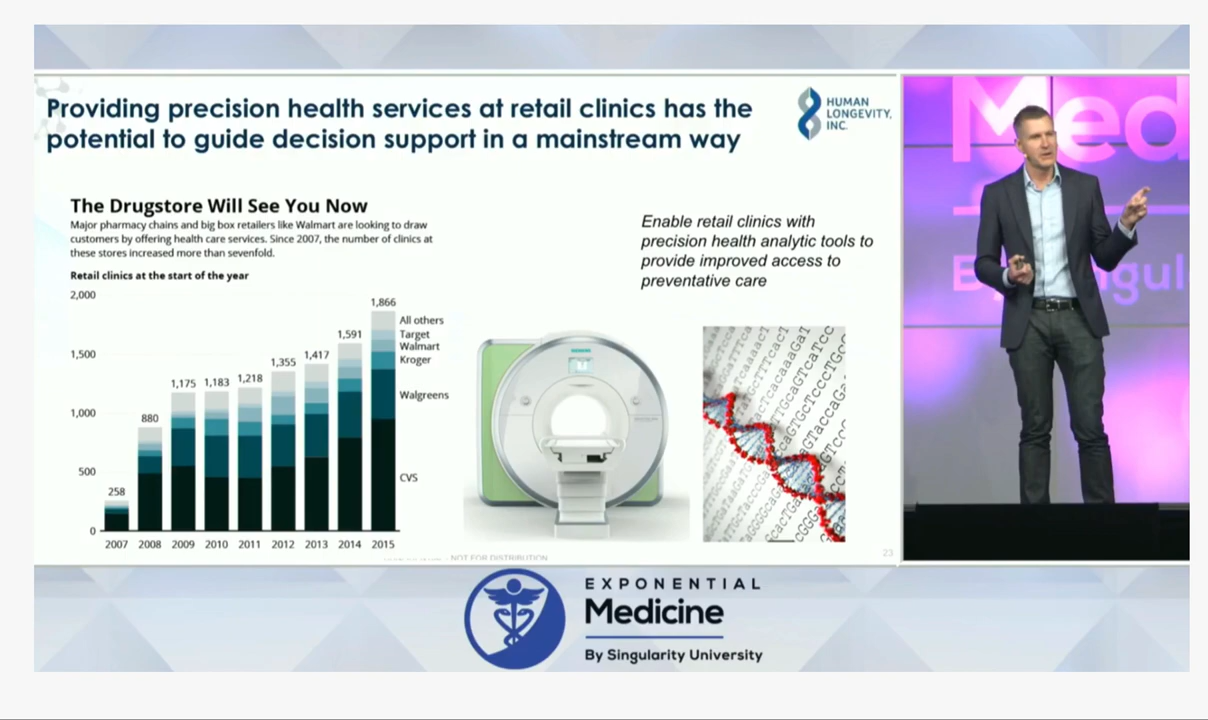 Providing precision health services at retail clinics has the
potential to guide decision support in a mainstream way
HUMAN
LONGEVITY,
INC.
The Drugstore Will See You Now
Major pharmacy chains and big box retailers like Walmart are looking to draw
customers by offering health care services. Since 2007, the number of clinics at
these stores increased more than sevenfold.
Retail clinics at the start of the year
2,000
1,500
1,000
500
0
258
880
1,175
1,183
1,218
1,355
1,417
1,591
1,866
All others
Target
Walmart
Kroger
Walgreens
CVS
2007 2008 2009 2010 2011 2012 2013 2014 2015
Enable retail clinics with
precision health analytic tools to
provide improved access to
preventative care
NOT FOR DISTRIBUTION
23
Med
EXPONENTIAL
Medicine
By Singularity University